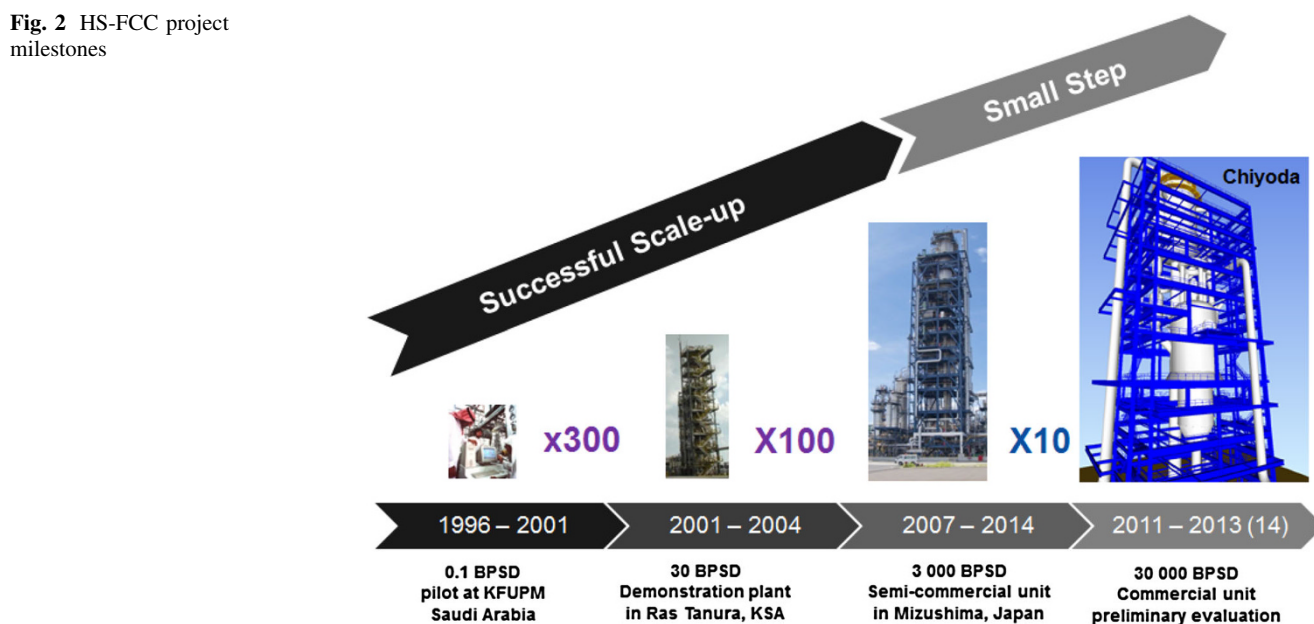 Fig. 2 HS-FCC project
milestones
Small Step
Successful Scale-up
Chiyoda
x300
X100
X10
1996 – 2001
2001 – 2004
2007 – 2014
2011 – 2013 (14)
0.1 BPSD
pilot at KFUPM
Saudi Arabia
30 BPSD
Demonstration plant
in Ras Tanura, KSA
3 000 BPSD
Semi-commercial unit
in Mizushima, Japan
30 000 BPSD
Commercial unit
preliminary evaluation